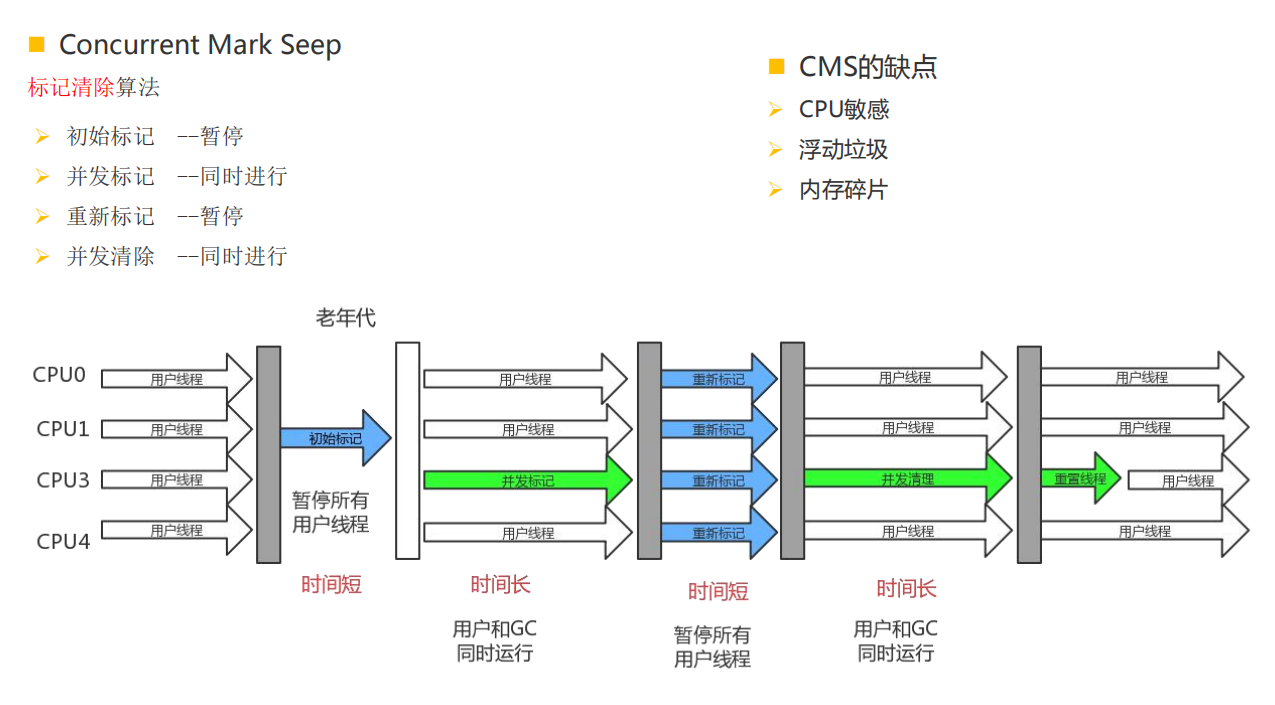 Concurrent Mark Seep
标记清除算法
初始标记 --暂停
并发标记 --同时进行
重新标记 --暂停
并发清除 --同时进行
CMS的缺点
CPU敏感
浮动垃圾
内存碎片
老年代
CPU0
用户线程
用户线程
重新标记
用户线程
用户线程
CPU1
用户线程
初始标记
用户线程
重新标记
用户线程
用户线程
CPU3
用户线程
并发标记
重新标记
并发清理
重置线程
用户线程
CPU4
用户线程
用户线程
重新标记
用户线程
用户线程
暂停所有
用户线程
时间短
时间长
时间短
时间长
用户和GC
同时运行
暂停所有
用户线程
用户和GC
同时运行